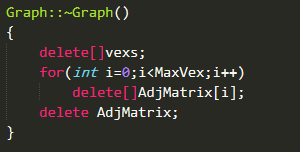 Graph::~Graph()
{
    delete[]vexs;
    for(int i=0;i<MaxVex;i++)
        delete[]AdjMatrix[i];
    delete AdjMatrix;
}